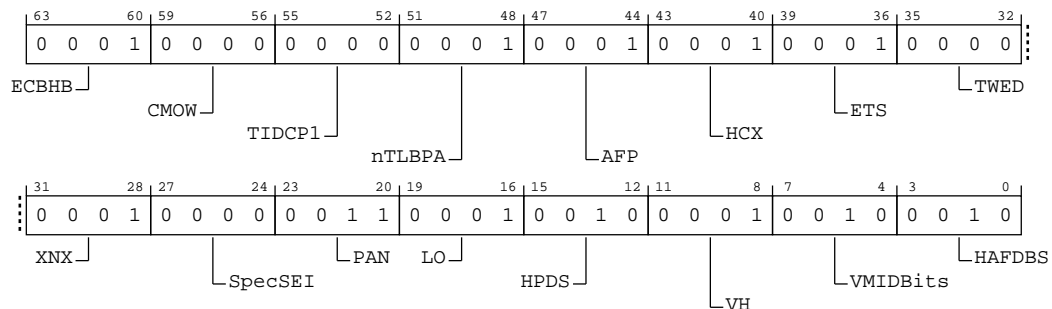 63 60 59 56 55 52 51 48 47 44 43 40 39 36 35 32
0 0 0 1 0 0 0 0 0 0 0 0 0 0 0 1 0 0 0 1 0 0 0 1 0 0 0 1 0 0 0 0
ECBHB TWED
CMOW ETS
TIDCP1 HCX
nTLBPA AFP
31 28 27 24 23 20 19 16 15 12 11 8 7 4 3 0
0 0 0 1 0 0 0 0 0 0 1 1 0 0 0 1 0 0 1 0 0 0 0 1 0 0 1 0 0 0 1 0
XNX PAN LO HAFDBS
SpecSEI HPDS VMIDBits
VH